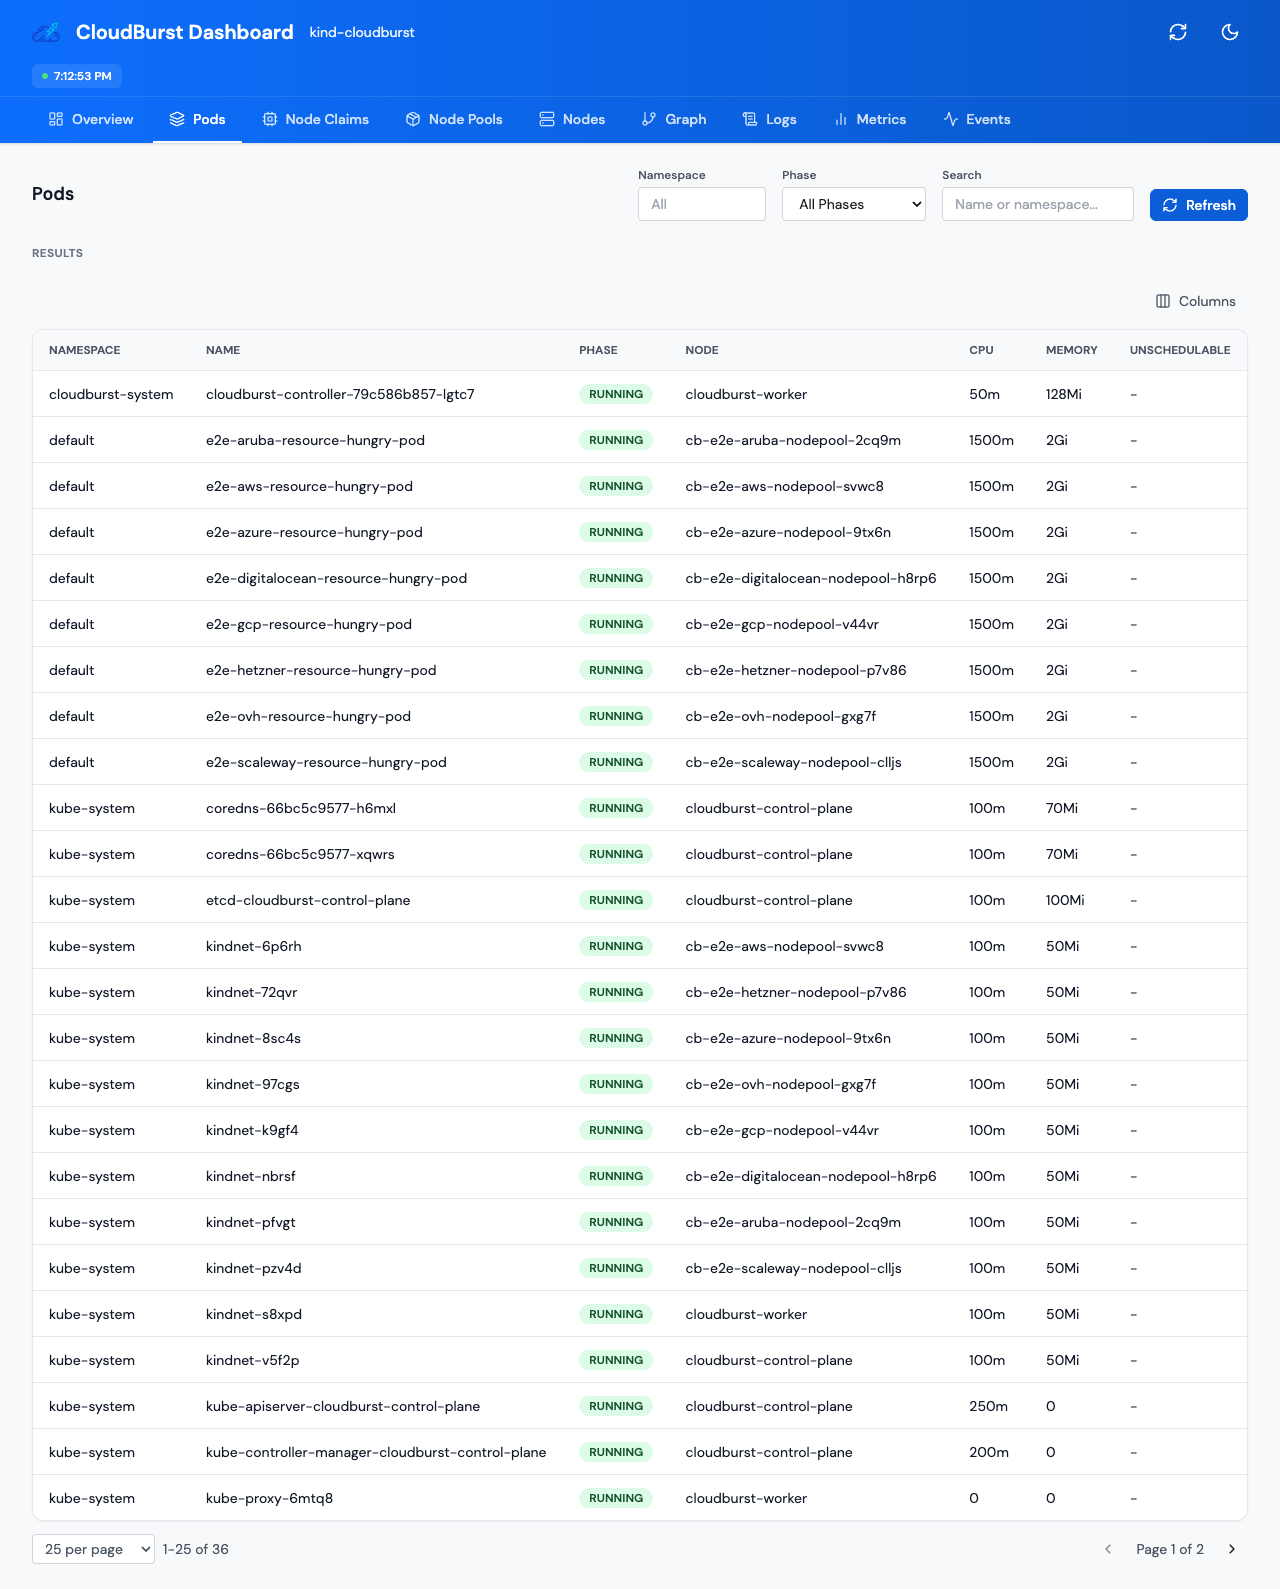 CloudBurst Dashboard kind-cloudburst
7:12:53 PM
Overview Pods Node Claims Node Pools Nodes Graph Logs Metrics Events
Namespace Phase Search
Pods All All Phases Name or namespace... Refresh
RESULTS
Columns
NAMESPACE NAME PHASE NODE CPU MEMORY UNSCHEDULABLE
cloudburst-system cloudburst-controller-79c586b857-lgtc7 RUNNING cloudburst-worker 50m 128Mi -
default e2e-aruba-resource-hungry-pod RUNNING cb-e2e-aruba-nodepool-2cq9m 1500m 2Gi -
default e2e-aws-resource-hungry-pod RUNNING cb-e2e-aws-nodepool-svwc8 1500m 2Gi -
default e2e-azure-resource-hungry-pod RUNNING cb-e2e-azure-nodepool-9tx6n 1500m 2Gi -
default e2e-digitalocean-resource-hungry-pod RUNNING cb-e2e-digitalocean-nodepool-h8rp6 1500m 2Gi -
default e2e-gcp-resource-hungry-pod RUNNING cb-e2e-gcp-nodepool-v44vr 1500m 2Gi -
default e2e-hetzner-resource-hungry-pod RUNNING cb-e2e-hetzner-nodepool-p7v86 1500m 2Gi -
default e2e-ovh-resource-hungry-pod RUNNING cb-e2e-ovh-nodepool-gxg7f 1500m 2Gi -
default e2e-scaleway-resource-hungry-pod RUNNING cb-e2e-scaleway-nodepool-clljs 1500m 2Gi -
kube-system coredns-66bc5c9577-h6mxl RUNNING cloudburst-control-plane 100m 70Mi -
kube-system coredns-66bc5c9577-xqwrs RUNNING cloudburst-control-plane 100m 70Mi -
kube-system etcd-cloudburst-control-plane RUNNING cloudburst-control-plane 100m 100Mi -
kube-system kindnet-6p6rh RUNNING cb-e2e-aws-nodepool-svwc8 100m 50Mi -
kube-system kindnet-72qvr RUNNING cb-e2e-hetzner-nodepool-p7v86 100m 50Mi -
kube-system kindnet-8sc4s RUNNING cb-e2e-azure-nodepool-9tx6n 100m 50Mi -
kube-system kindnet-97cgs RUNNING cb-e2e-ovh-nodepool-gxg7f 100m 50Mi -
kube-system kindnet-k9gf4 RUNNING cb-e2e-gcp-nodepool-v44vr 100m 50Mi -
kube-system kindnet-nbrsf RUNNING cb-e2e-digitalocean-nodepool-h8rp6 100m 50Mi -
kube-system kindnet-pfvgt RUNNING cb-e2e-aruba-nodepool-2cq9m 100m 50Mi -
kube-system kindnet-pzv4d RUNNING cb-e2e-scaleway-nodepool-clljs 100m 50Mi -
kube-system kindnet-s8xpd RUNNING cloudburst-worker 100m 50Mi -
kube-system kindnet-v5f2p RUNNING cloudburst-control-plane 100m 50Mi -
kube-system kube-apiserver-cloudburst-control-plane RUNNING cloudburst-control-plane 250m 0 -
kube-system kube-controller-manager-cloudburst-control-plane RUNNING cloudburst-control-plane 200m 0 -
kube-system kube-proxy-6mtq8 RUNNING cloudburst-worker 0 0 -
25 per page 1-25 of 36 Page 1 of 2